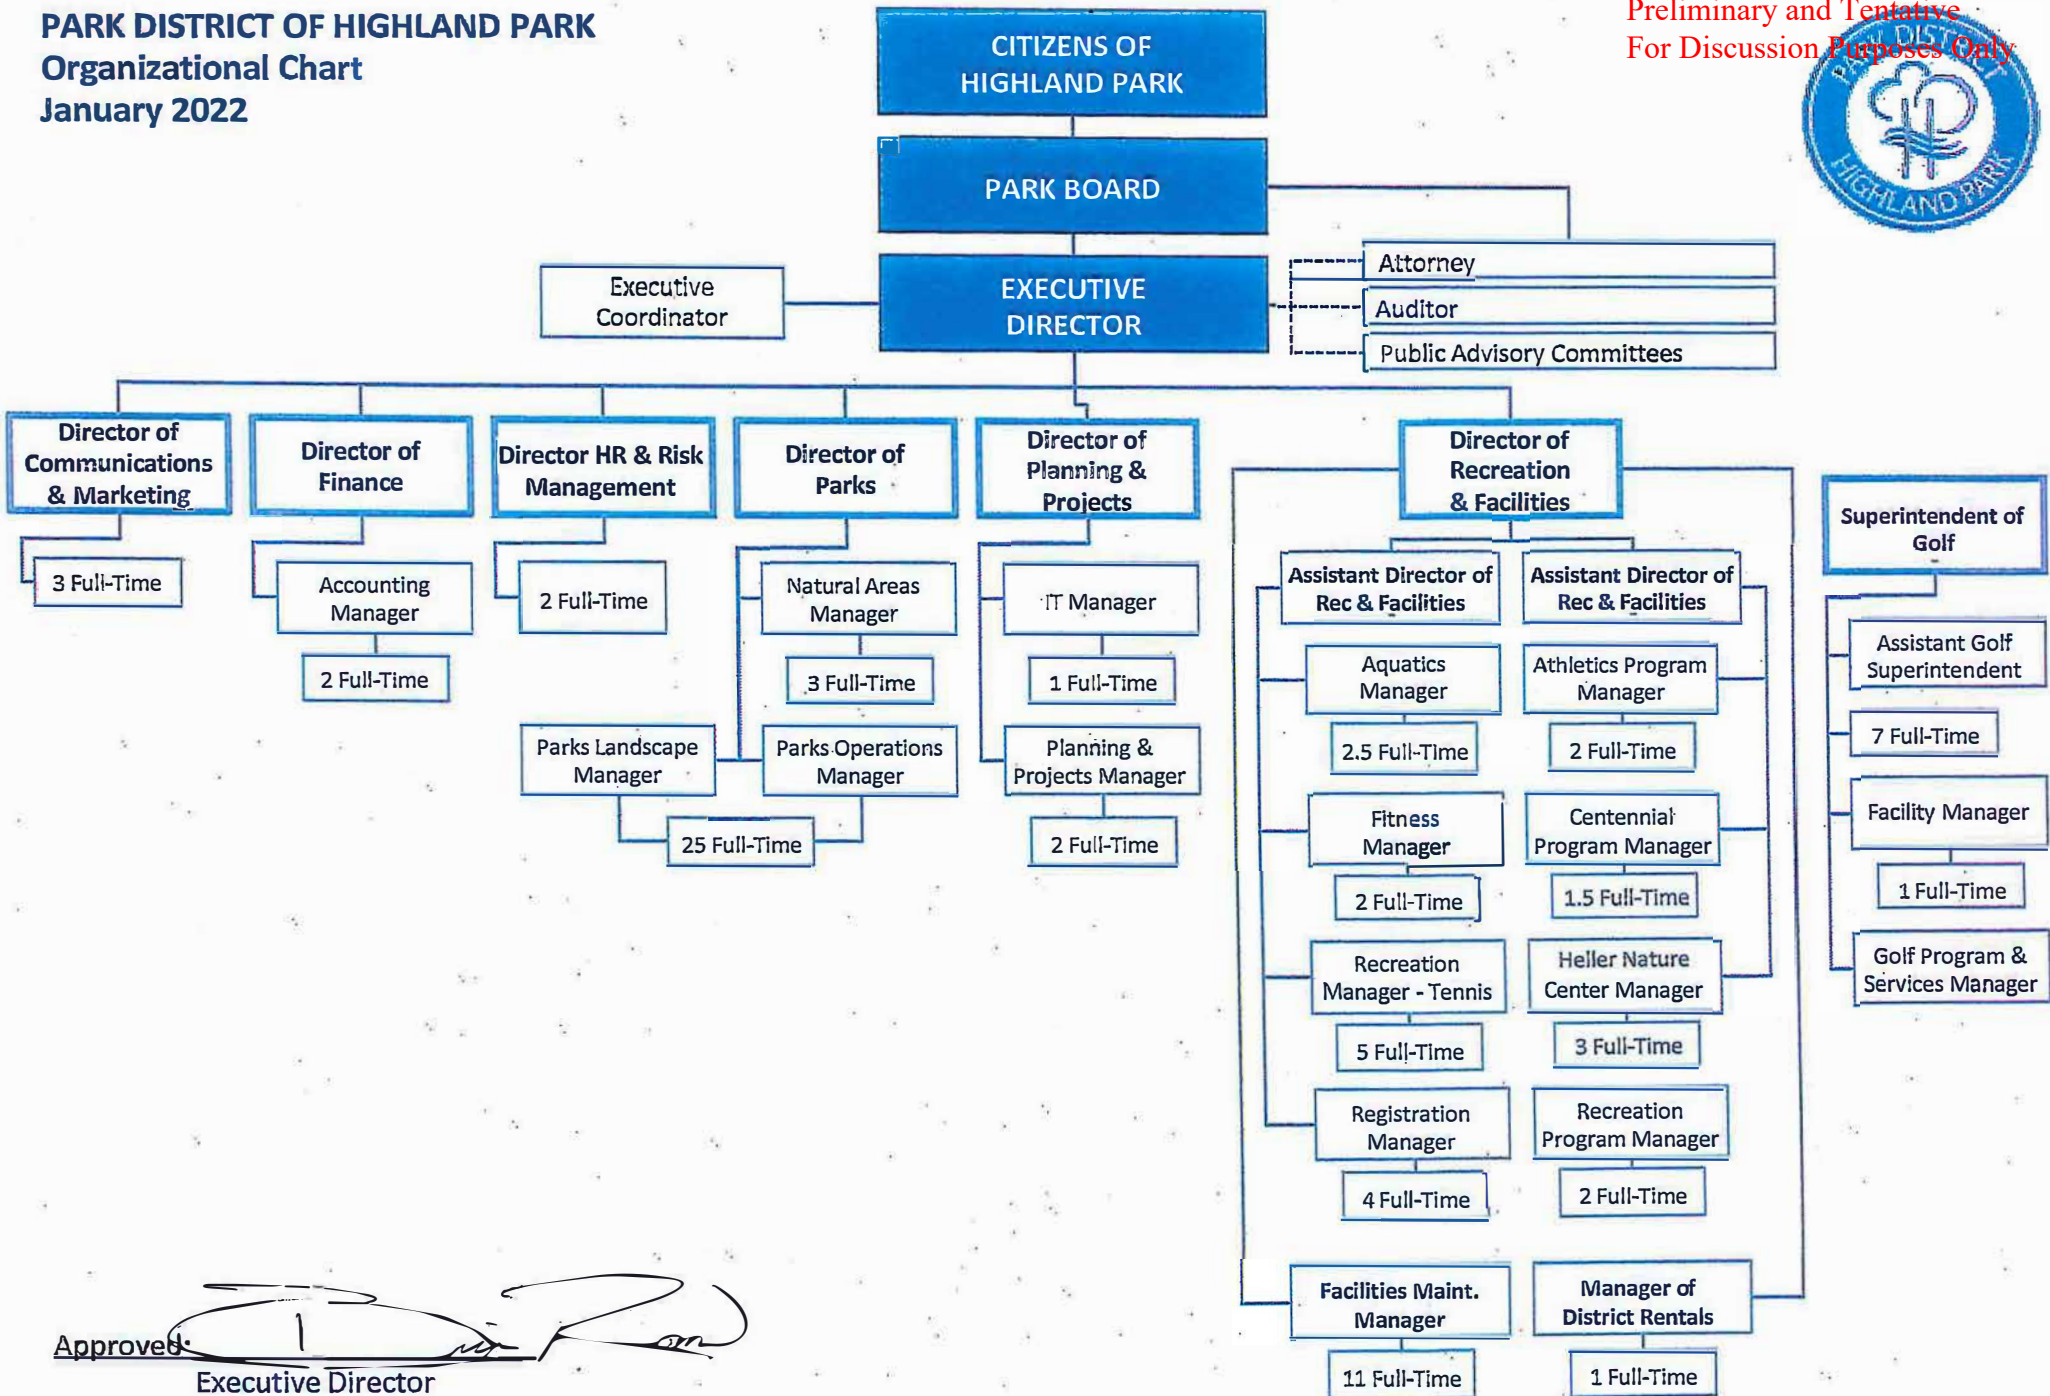 PARK DISTRICT OF HIGHLAND PARK
Organizational Chart
January 2022
Preliminary and Tentative
For Discussion Purposes Only
PARK DISTRICT
HIGHLAND PARK
CITIZENS OF
HIGHLAND PARK
PARK BOARD
EXECUTIVE
DIRECTOR
Executive
Coordinator
Attorney
Auditor
Public Advisory Committees
Director of
Communications
& Marketing
3 Full-Time
Director of
Finance
Accounting
Manager
2 Full-Time
Director HR & Risk
Management
2 Full-Time
Director of
Parks
Natural Areas
Manager
3 Full-Time
Parks Landscape
Manager
Parks Operations
Manager
25 Full-Time
Director of
Planning &
Projects
IT Manager
1 Full-Time
Planning &
Projects Manager
2 Full-Time
Director of
Recreation
& Facilities
Assistant Director of
Rec & Facilities
Aquatics
Manager
2.5 Full-Time
Fitness
Manager
2 Full-Time
Recreation
Manager - Tennis
5 Full-Time
Registration
Manager
4 Full-Time
Assistant Director of
Rec & Facilities
Athletics Program
Manager
2 Full-Time
Centennial
Program Manager
1.5 Full-Time
Heller Nature
Center Manager
3 Full-Time
Recreation
Program Manager
2 Full-Time
Facilities Maint.
Manager
11 Full-Time
Manager of
District Rentals
1 Full-Time
Superintendent of
Golf
Assistant Golf
Superintendent
7 Full-Time
Facility Manager
1 Full-Time
Golf Program &
Services Manager
Approved:
Executive Director